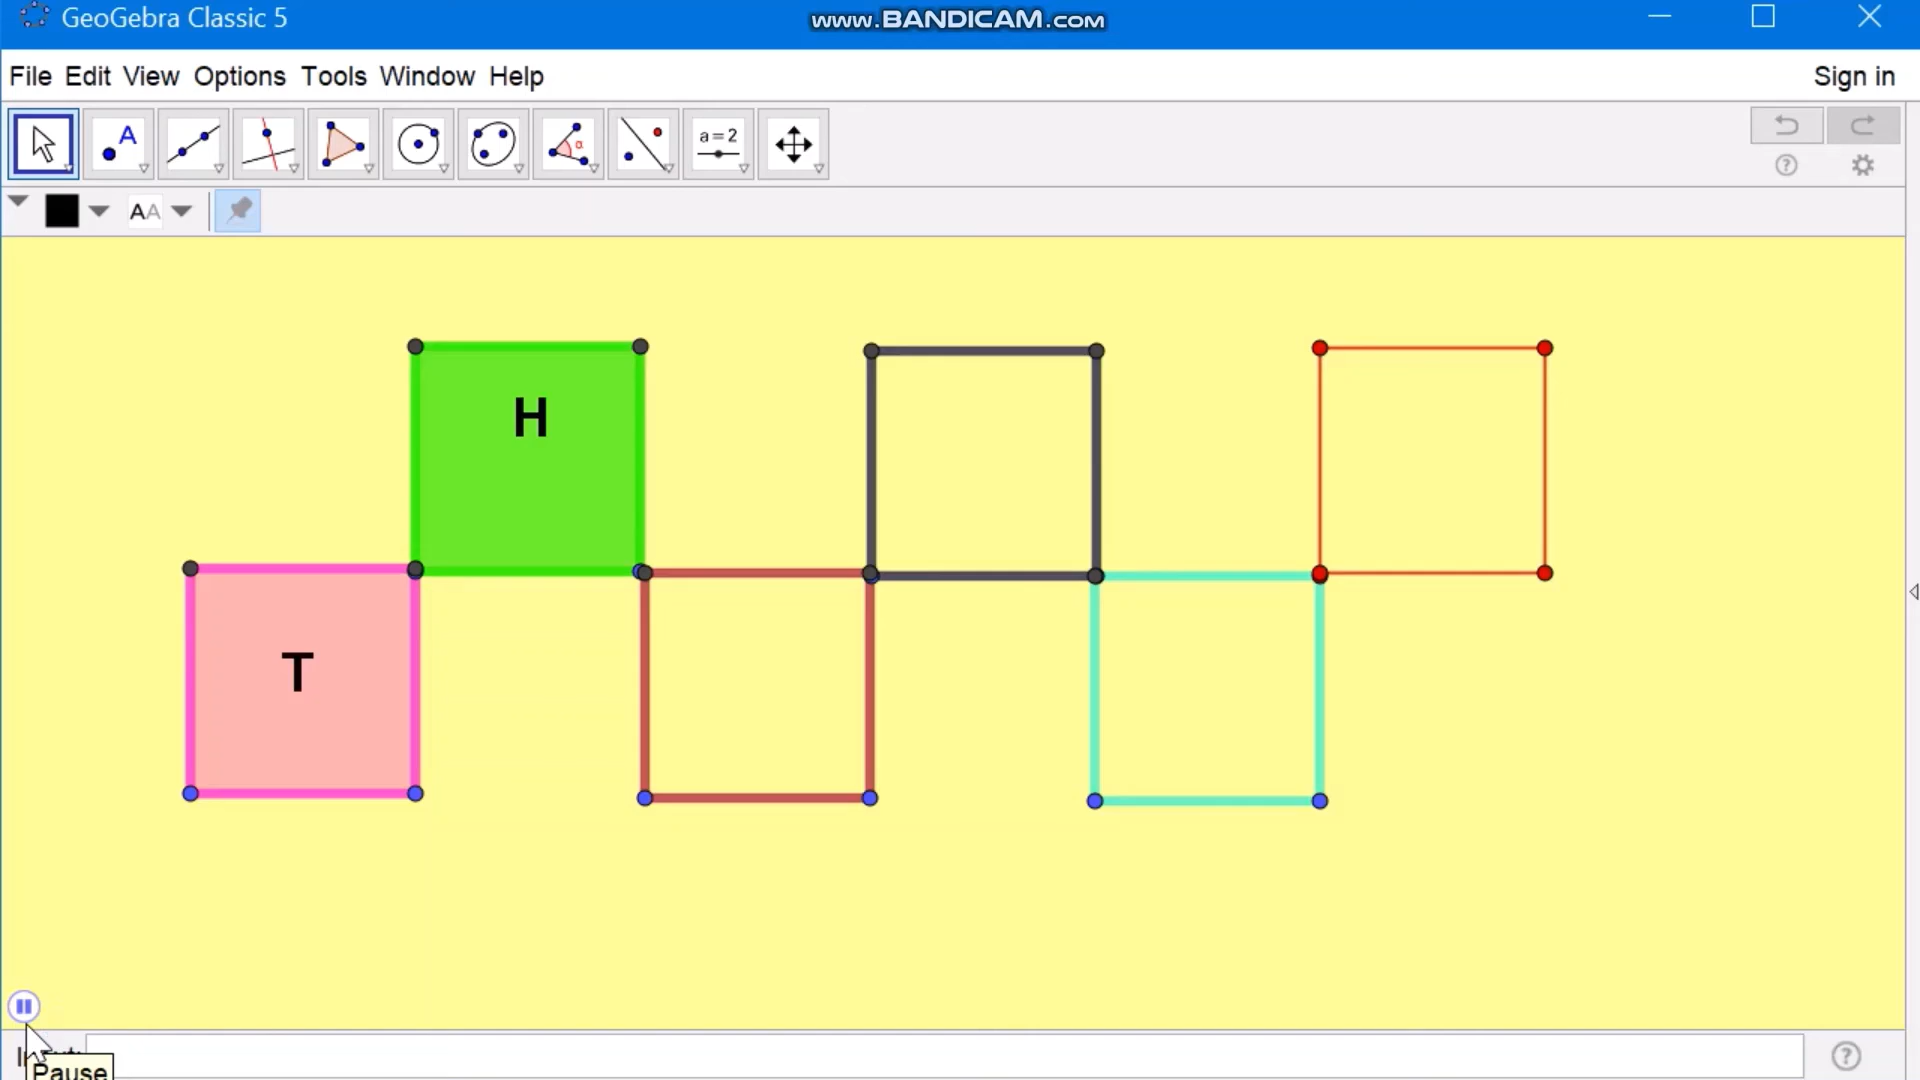 GeoGebra Classic 5
www.BANDICAM.com
File Edit View Options Tools Window Help
Sign in
A
α
a=2
AA
H
T
Pause